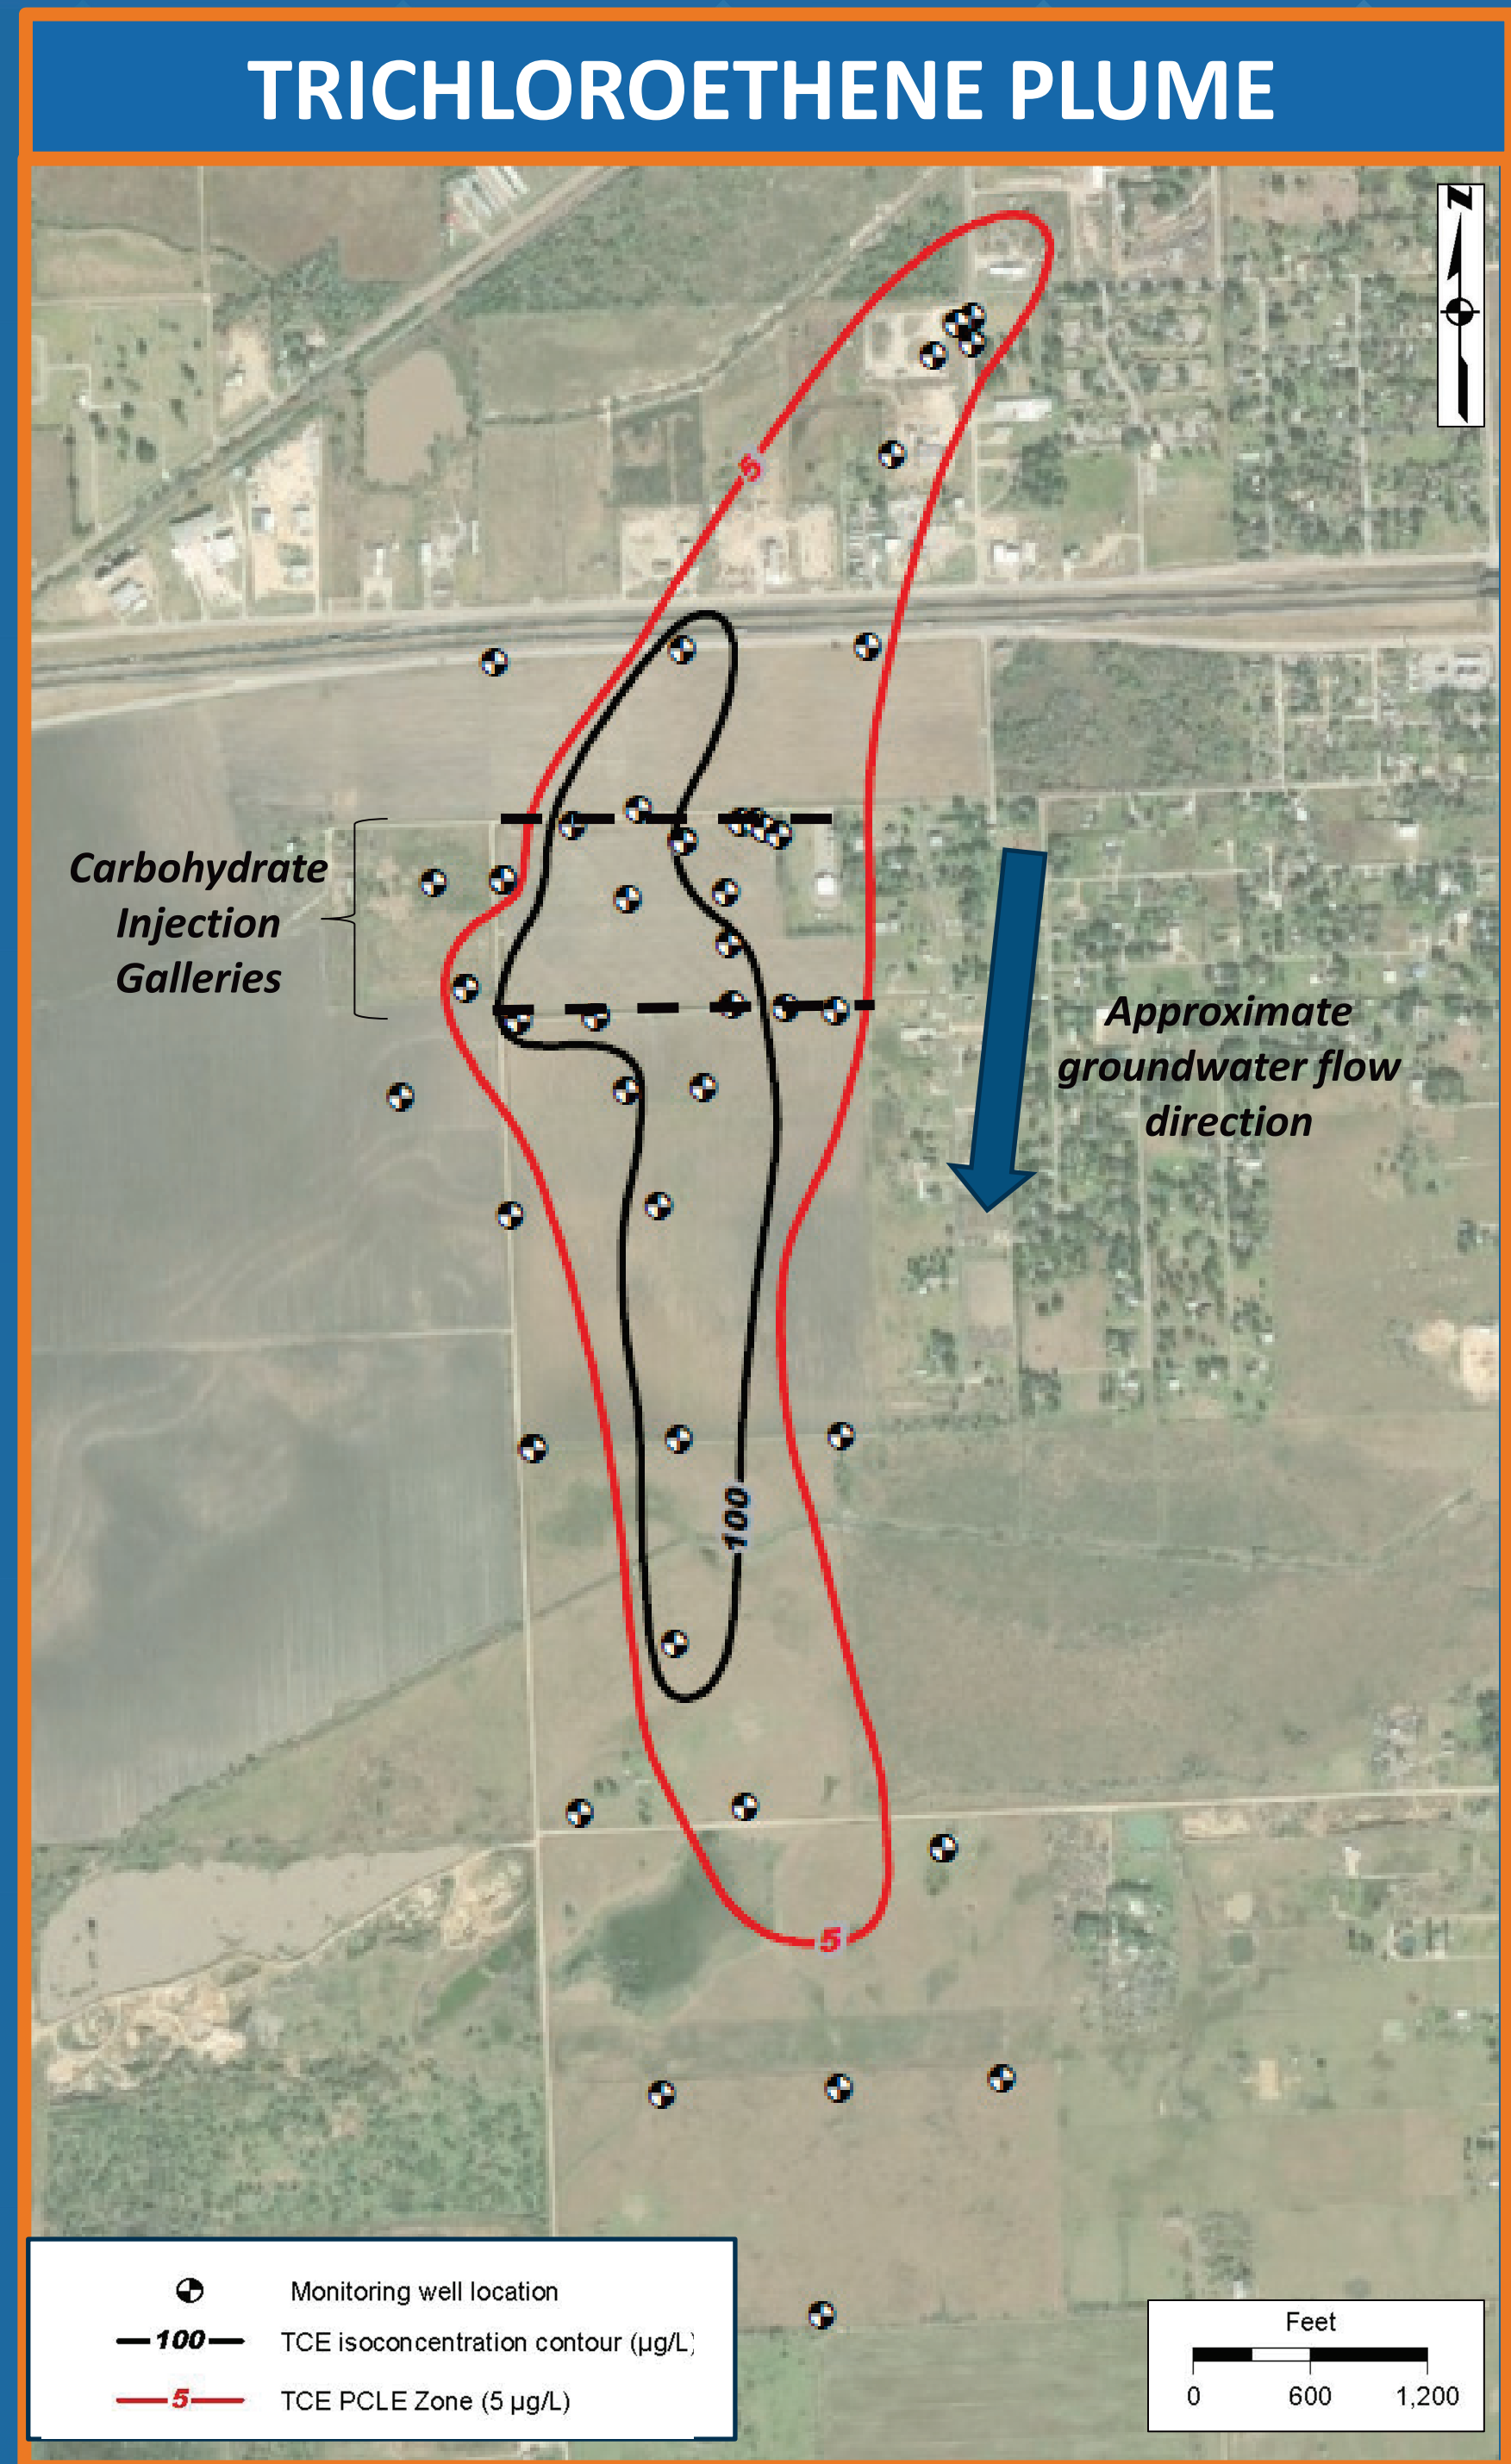 TRICHLOROETHENE PLUME
N
5
Carbohydrate
Injection
Galleries
Approximate
groundwater flow
direction
100
5
Monitoring well location
100
TCE isoconcentration contour (µg/L)
5
TCE PCLE Zone (5 µg/L)
Feet
0 600 1,200